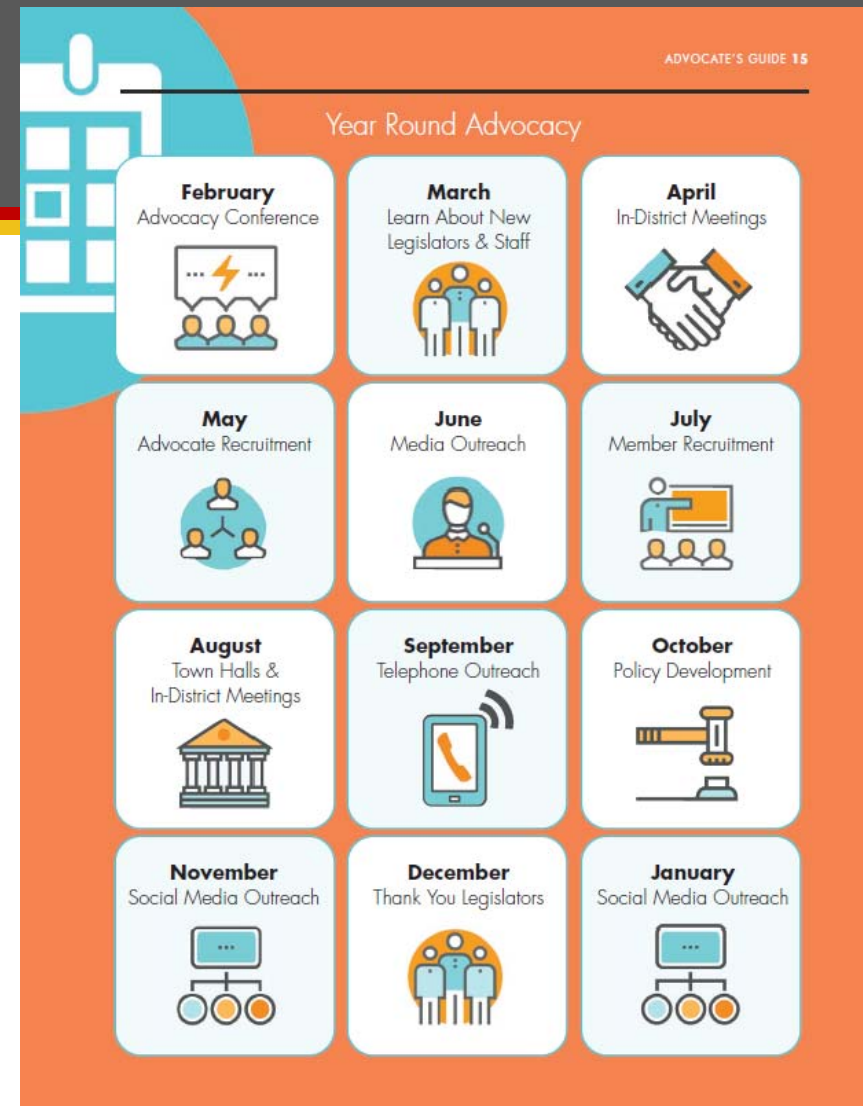 ADVOCATE'S GUIDE 15
Year Round Advocacy
February
Advocacy Conference
March
Learn About New
Legislators & Staff
April
In-District Meetings
May
Advocate Recruitment
June
Media Outreach
July
Member Recruitment
August
Town Halls &
In-District Meetings
September
Telephone Outreach
October
Policy Development
November
Social Media Outreach
December
Thank You Legislators
January
Social Media Outreach